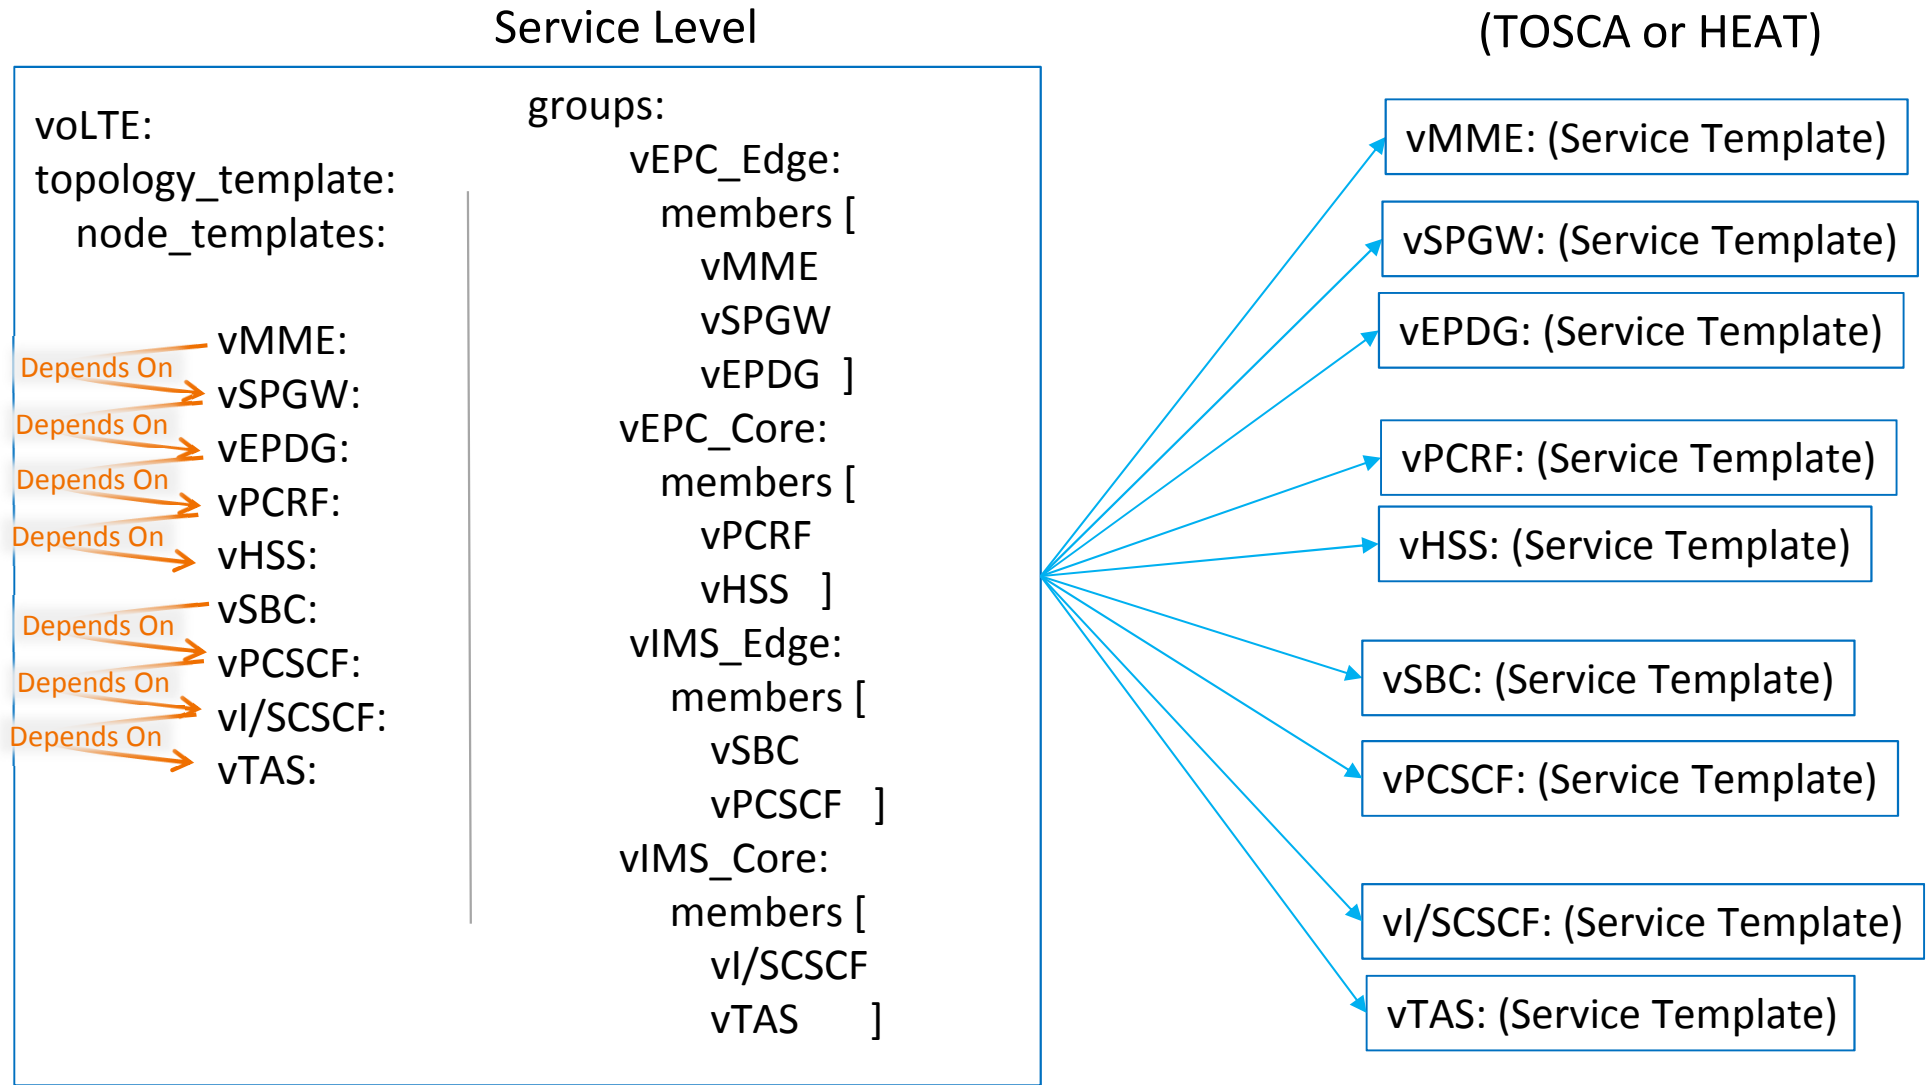 Service Level
(TOSCA or HEAT)
voLTE:
topology_template:
node_templates:
vMME:
Depends On
vSPGW:
Depends On
vEPDG:
Depends On
vPCRF:
Depends On
vHSS:
vSBC:
Depends On
vPCSCF:
Depends On
vI/SCSCF:
Depends On
vTAS:
groups:
vEPC_Edge:
members [
vMME
vSPGW
vEPDG ]
vEPC_Core:
members [
vPCRF
vHSS ]
vIMS_Edge:
members [
vSBC
vPCSCF ]
vIMS_Core:
members [
vI/SCSCF
vTAS ]
vMME: (Service Template)
vSPGW: (Service Template)
vEPDG: (Service Template)
vPCRF: (Service Template)
vHSS: (Service Template)
vSBC: (Service Template)
vPCSCF: (Service Template)
vI/SCSCF: (Service Template)
vTAS: (Service Template)